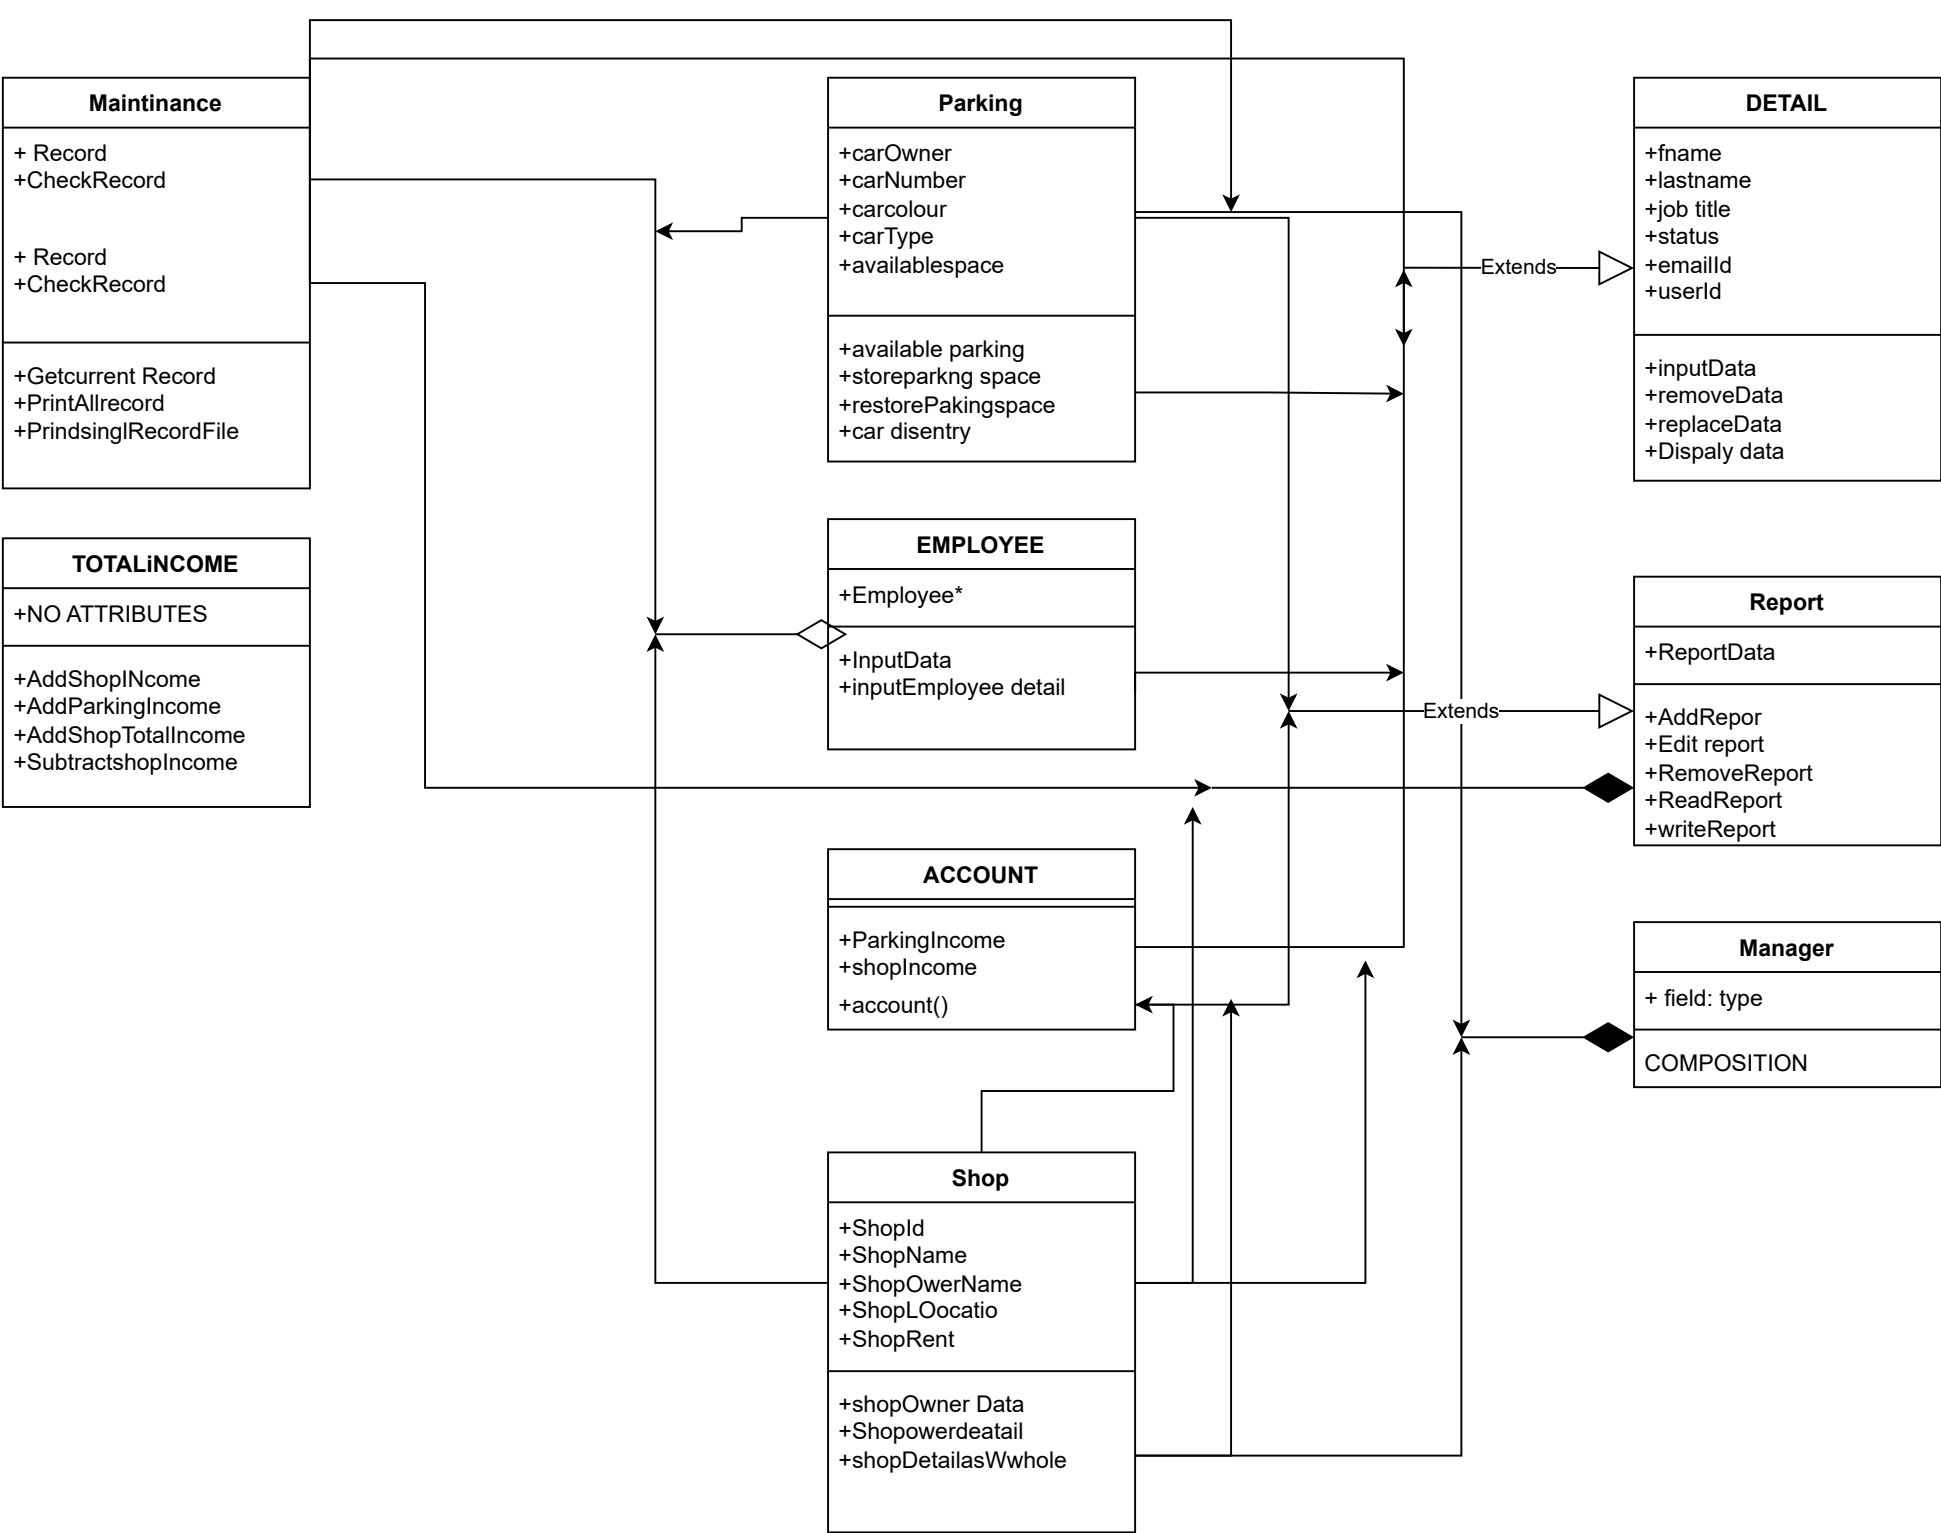 Maintinance
+ Record
+CheckRecord
+ Record
+CheckRecord
+Getcurrent Record
+PrintAllrecord
+PrindsinglRecordFile
TOTALiNCOME
+NO ATTRIBUTES
+AddShopINcome
+AddParkingIncome
+AddShopTotalIncome
+SubtractshopIncome
Parking
+carOwner
+carNumber
+carcolour
+carType
+availablespace
+available parking
+storeparkng space
+restorePakingspace
+car disentry
EMPLOYEE
+Employee*
+InputData
+inputEmployee detail
ACCOUNT
+ParkingIncome
+shopIncome
+account()
Shop
+ShopId
+ShopName
+ShopOwerName
+ShopLOocatio
+ShopRent
+shopOwner Data
+Shopowerdeatail
+shopDetailasWwhole
Extends
Extends
DETAIL
+fname
+lastname
+job title
+status
+emailId
+userId
+inputData
+removeData
+replaceData
+Dispaly data
Report
+ReportData
+AddRepor
+Edit report
+RemoveReport
+ReadReport
+writeReport
Manager
+ field: type
COMPOSITION